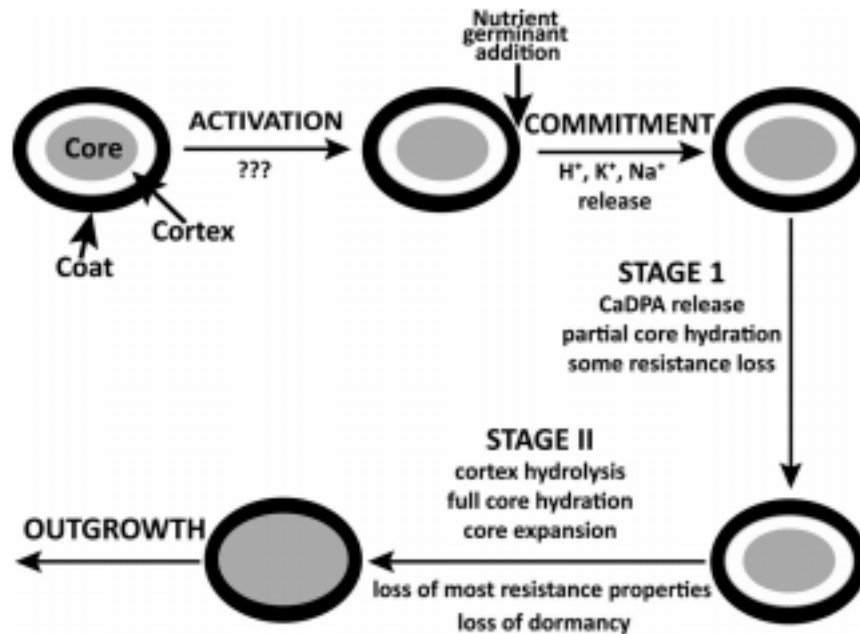 Nutrient
germinant
addition
Core
ACTIVATION
???
COMMITMENT
H⁺, K⁺, Na⁺
release
Cortex
Coat
STAGE 1
CaDPA release
partial core hydration
some resistance loss
STAGE II
cortex hydrolysis
full core hydration
core expansion
loss of most resistance properties
loss of dormancy
OUTGROWTH